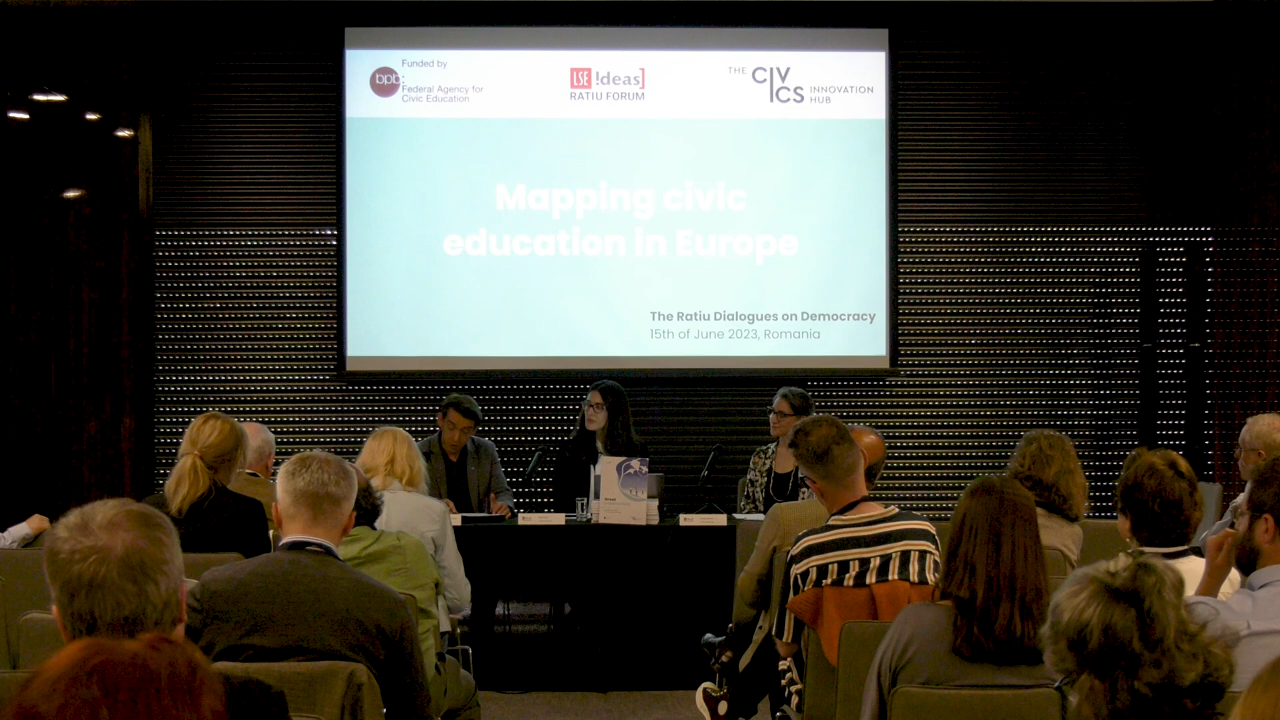 Funded by
bpb:
Federal Agency for
Civic Education
LSE !deas]
RATIU FORUM
THE CIVICS INNOVATION
HUB
Mapping civic
education in Europe
The Ratiu Dialogues on Democracy
15th of June 2023, Romania